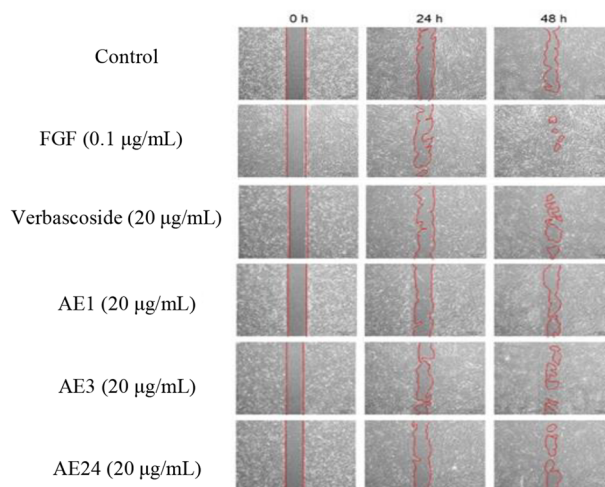 0 h 24 h 48 h
Control
FGF (0.1 µg/mL)
Verbascoside (20 µg/mL)
AE1 (20 µg/mL)
AE3 (20 µg/mL)
AE24 (20 µg/mL)